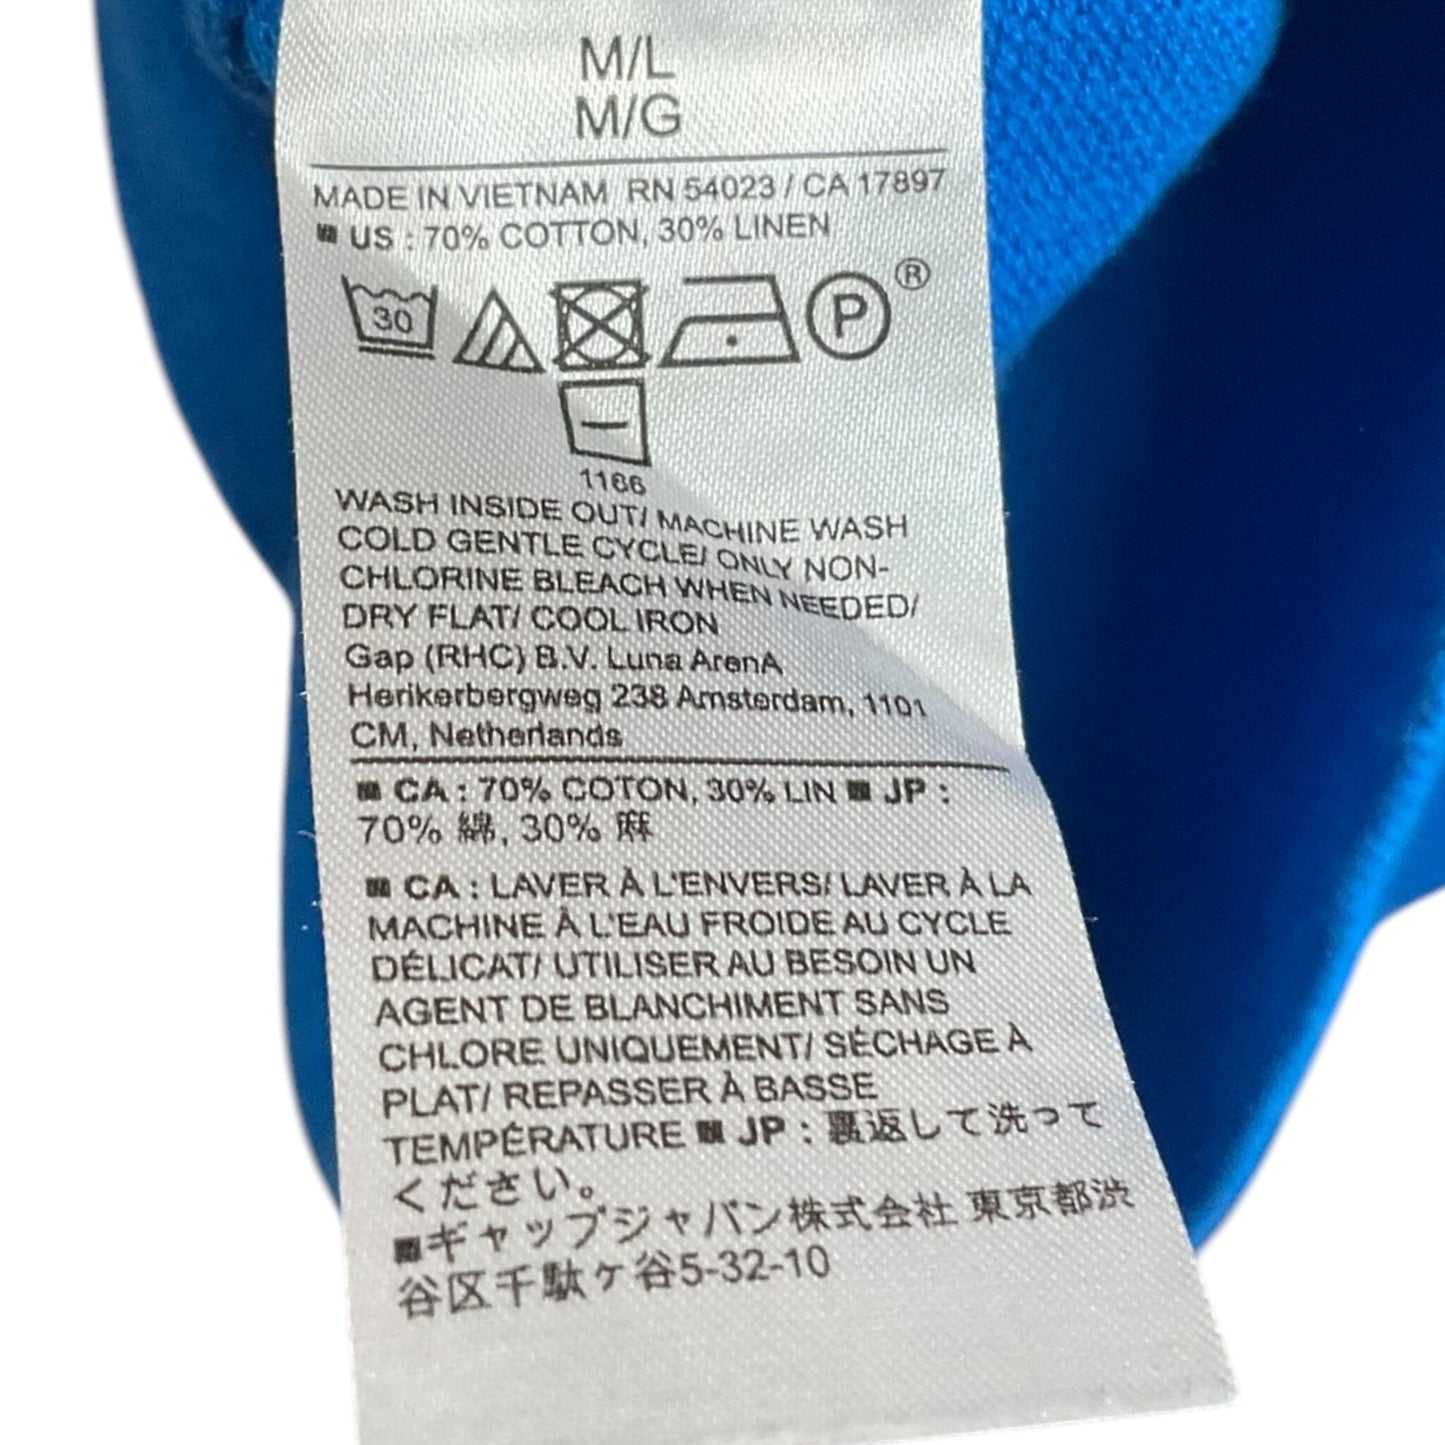 M/L
M/G
MADE IN VIETNAM RN 54023 / CA 17897
US : 70% COTTON, 30% LINEN
30
P ®
1166
WASH INSIDE OUT/ MACHINE WASH
COLD GENTLE CYCLE/ ONLY NON-
CHLORINE BLEACH WHEN NEEDED/
DRY FLAT/ COOL IRON
Gap (RHC) B.V. Luna ArenA
Herikerbergweg 238 Amsterdam, 1101
CM, Netherlands
CA : 70% COTON, 30% LIN JP :
70% 綿, 30% 麻
CA : LAVER À L'ENVERS/ LAVER À LA
MACHINE À L'EAU FROIDE AU CYCLE
DÉLICAT/ UTILISER AU BESOIN UN
AGENT DE BLANCHIMENT SANS
CHLORE UNIQUEMENT/ SÉCHAGE À
PLAT/ REPASSER À BASSE
TEMPÉRATURE JP : 裏返して洗って
ください。
ギャップジャパン株式会社 東京都渋
谷区千駄ヶ谷5-32-10